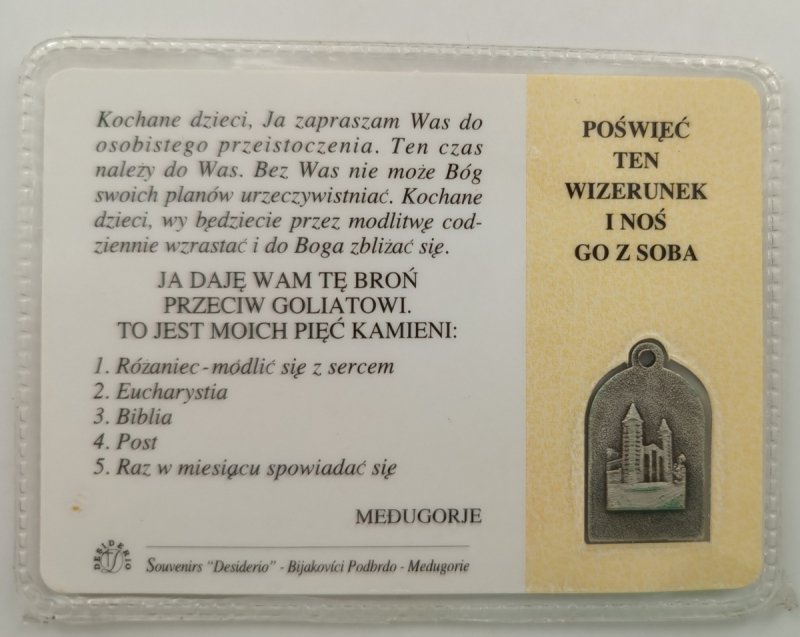 Kochane dzieci, Ja zapraszam Was do
osobistego przeistoczenia. Ten czas
należy do Was. Bez Was nie może Bóg
swoich planów urzeczywistniać. Kochane
dzieci, wy będziecie przez modlitwę cod-
ziennie wzrastać i do Boga zbliżać się.
JA DAJĘ WAM TĘ BROŃ
PRZECIW GOLIATOWI.
TO JEST MOICH PIĘĆ KAMIENI:
1. Różaniec - módlić się z sercem
2. Eucharystia
3. Biblia
4. Post
5. Raz w miesiącu spowiadać się
MEĐUGORJE
DESIDERIO
Souvenirs "Desiderio" - Bijakovíci Podbrdo - Medugorie
POŚWIĘĆ
TEN
WIZERUNEK
I NOŚ
GO Z SOBA